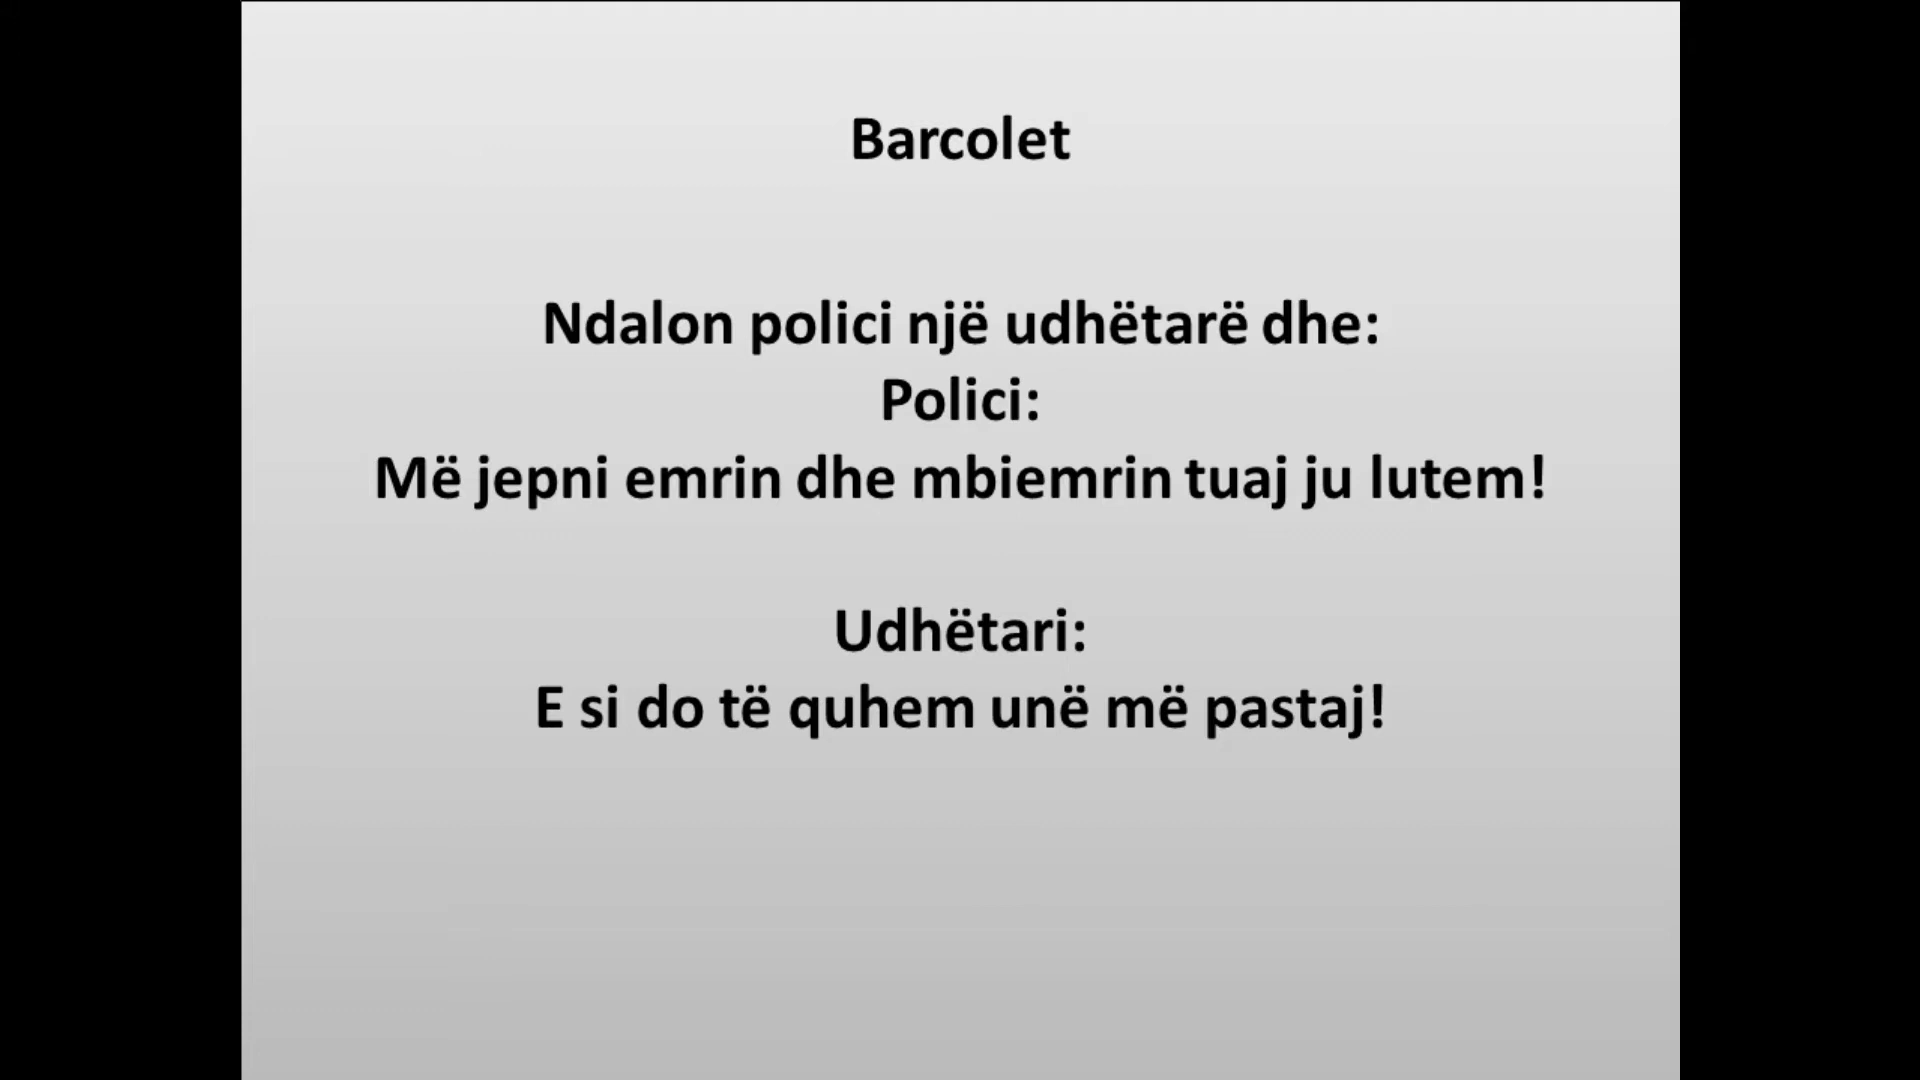 Barcolet
Ndalon polici një udhëtarë dhe:
Polici:
Më jepni emrin dhe mbiemrin tuaj ju lutem!
Udhëtari:
E si do të quhem unë më pastaj!